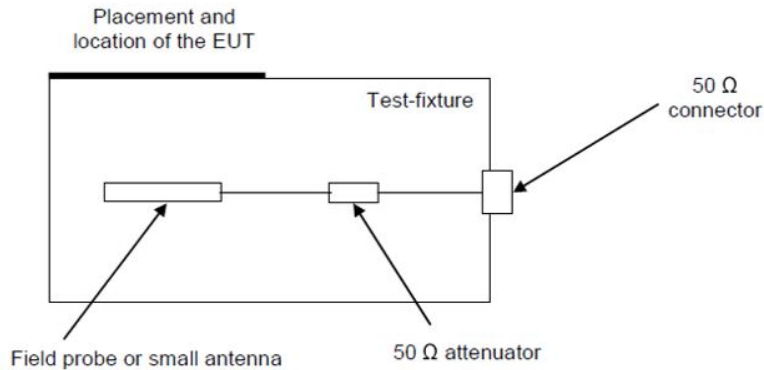 Placement and
location of the EUT
Test-fixture
50 Ω
connector
Field probe or small antenna
50 Ω attenuator